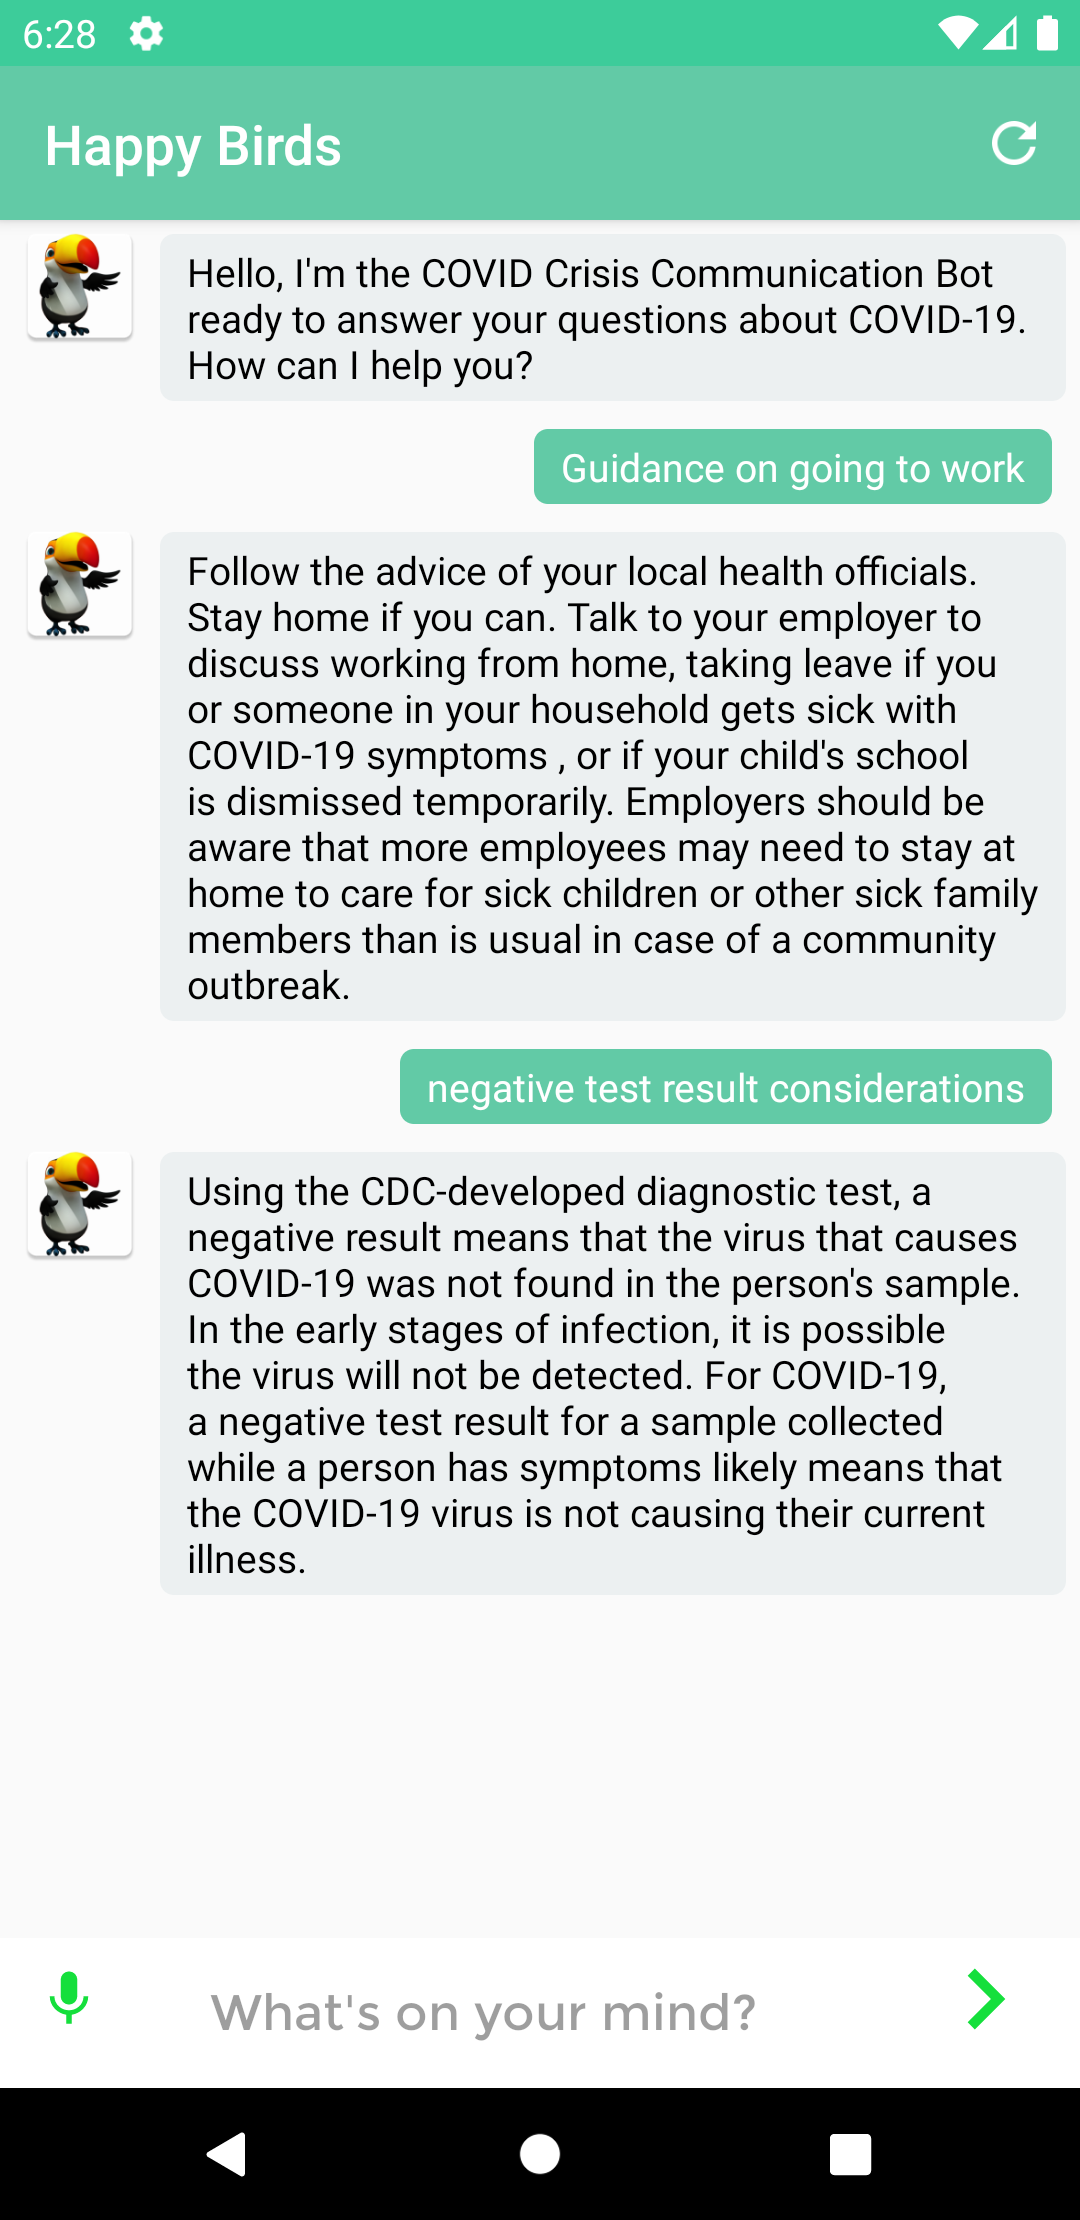 6:28
Happy Birds
Hello, I'm the COVID Crisis Communication Bot
ready to answer your questions about COVID-19.
How can I help you?
Guidance on going to work
Follow the advice of your local health officials.
Stay home if you can. Talk to your employer to
discuss working from home, taking leave if you
or someone in your household gets sick with
COVID-19 symptoms , or if your child's school
is dismissed temporarily. Employers should be
aware that more employees may need to stay at
home to care for sick children or other sick family
members than is usual in case of a community
outbreak.
negative test result considerations
Using the CDC-developed diagnostic test, a
negative result means that the virus that causes
COVID-19 was not found in the person's sample.
In the early stages of infection, it is possible
the virus will not be detected. For COVID-19,
a negative test result for a sample collected
while a person has symptoms likely means that
the COVID-19 virus is not causing their current
illness.
What's on your mind?